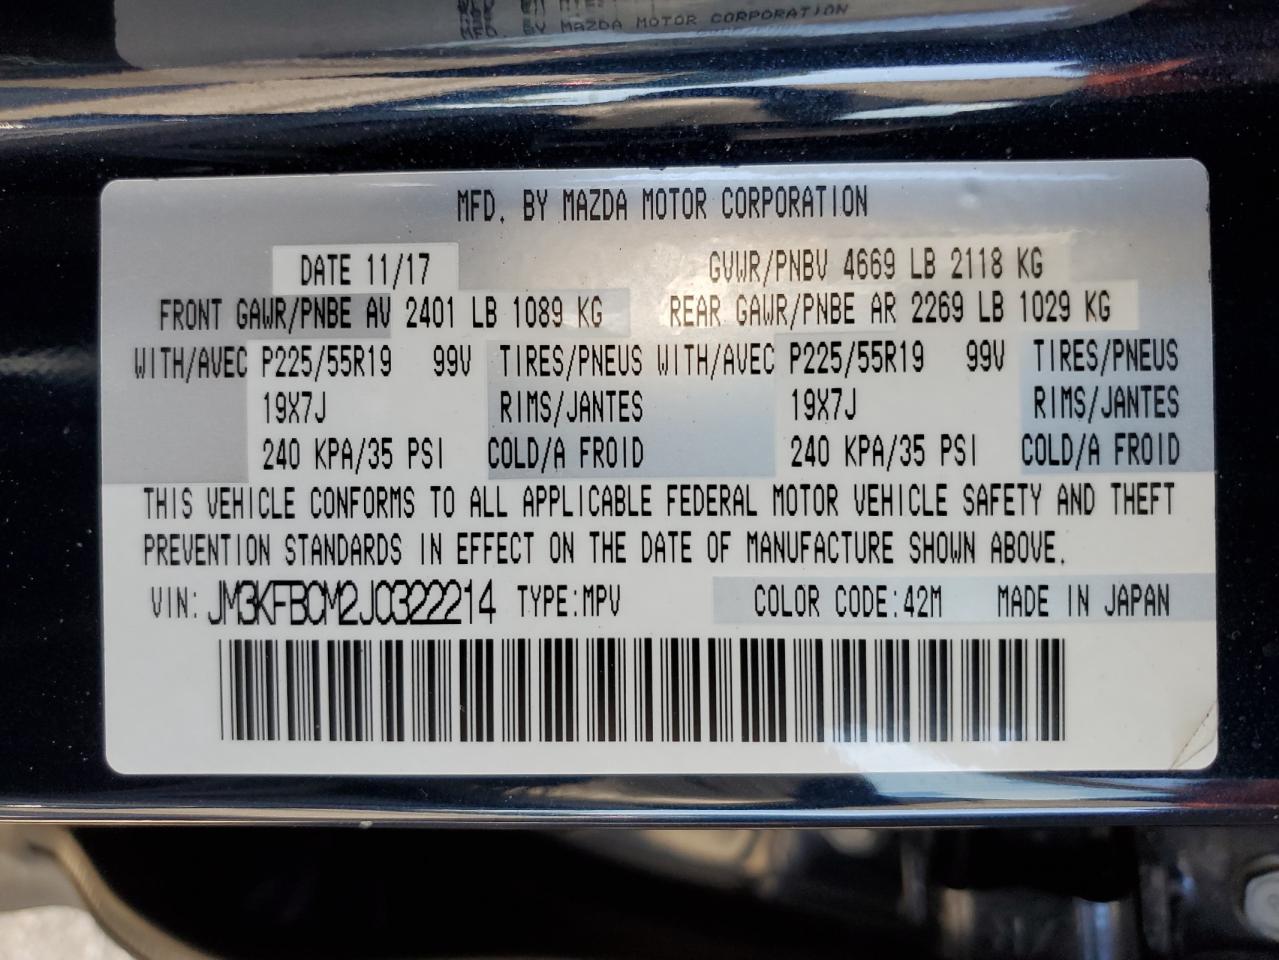 MFD. BY MAZDA MOTOR CORPORATION
MFD. BY MAZDA MOTOR CORPORATION
DATE 11/17 GVWR/PNBV 4669 LB 2118 KG
FRONT GAWR/PNBE AV 2401 LB 1089 KG REAR GAWR/PNBE AR 2269 LB 1029 KG
WITH/AVEC P225/55R19 99V TIRES/PNEUS WITH/AVEC P225/55R19 99V TIRES/PNEUS
19X7J RIMS/JANTES 19X7J RIMS/JANTES
240 KPA/35 PSI COLD/A FROID 240 KPA/35 PSI COLD/A FROID
THIS VEHICLE CONFORMS TO ALL APPLICABLE FEDERAL MOTOR VEHICLE SAFETY AND THEFT
PREVENTION STANDARDS IN EFFECT ON THE DATE OF MANUFACTURE SHOWN ABOVE.
VIN: JM3KFBCM2J0322214 TYPE:MPV COLOR CODE:42M MADE IN JAPAN